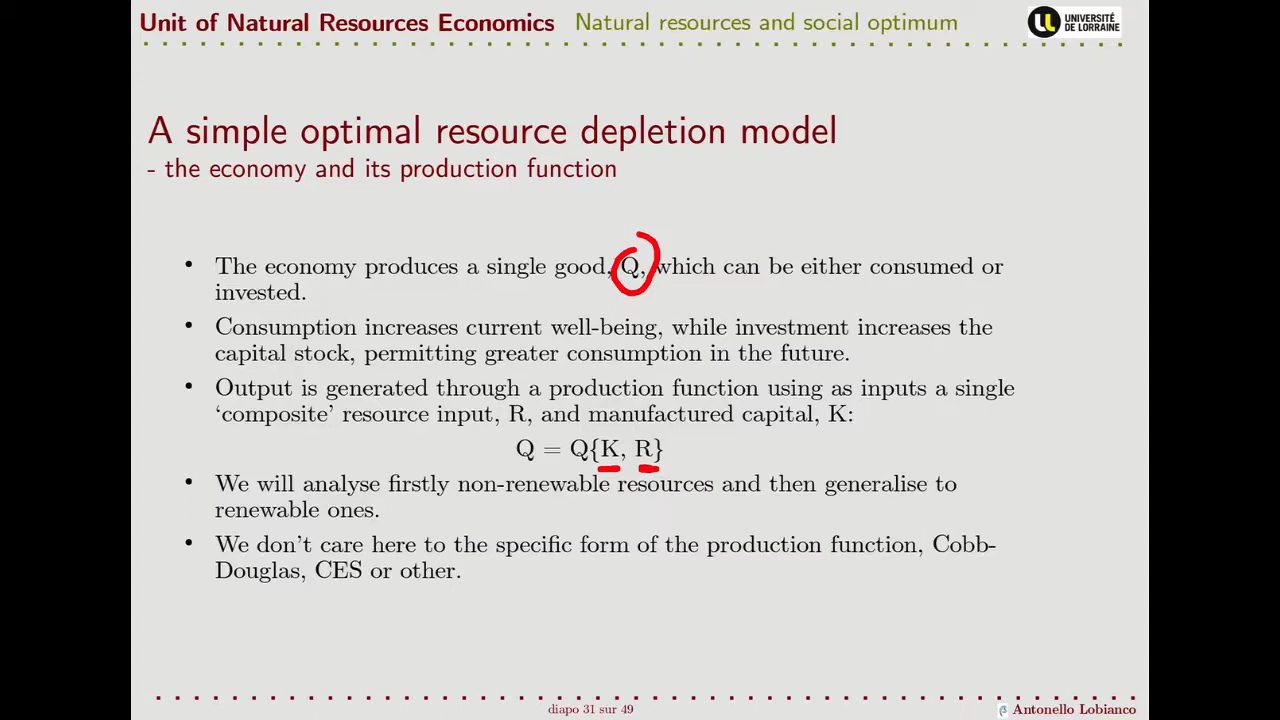 Unit of Natural Resources Economics Natural resources and social optimum
UNIVERSITÉ
DE LORRAINE
A simple optimal resource depletion model
- the economy and its production function
• The economy produces a single good, Q, which can be either consumed or
invested.
• Consumption increases current well-being, while investment increases the
capital stock, permitting greater consumption in the future.
• Output is generated through a production function using as inputs a single
‘composite’ resource input, R, and manufactured capital, K:
Q = Q{K, R}
• We will analyse firstly non-renewable resources and then generalise to
renewable ones.
• We don’t care here to the specific form of the production function, Cobb-
Douglas, CES or other.
diapo 31 sur 49
β Antonello Lobianco